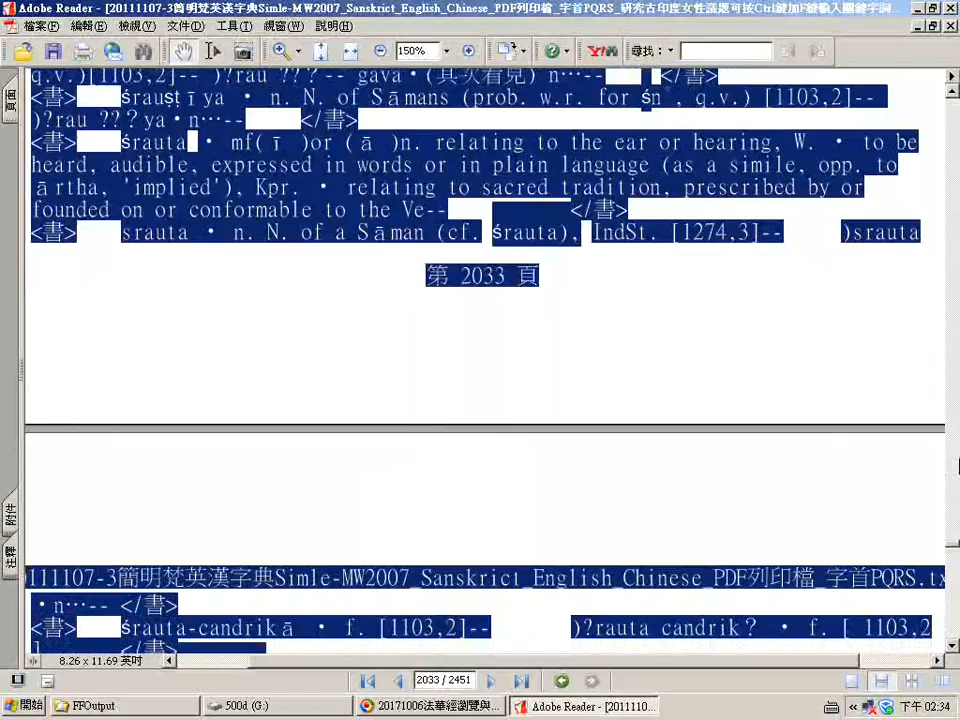 Adobe Reader - [20111107-3簡明梵英漢字典Simle-MW2007_Sanskrict_English_Chinese_PDF列印檔_字首PQRS_研究古印度女性議題可按Ctrl鍵加F鍵輸入關鍵字詞...
檔案(F) 編輯(E) 檢視(V) 文件(D) 工具(T) 視窗(W) 說明(H)
150% 尋找:
q.v.)[1103,2]-- )?rau ???-- gava‧(其次看見) n…-- </書>
<書> śrauṣṭīya ‧ n. N. of Sāmans (prob. w.r. for śn°, q.v.) [1103,2]--
)?rau ???ya‧n…-- </書>
<書> śrauta ‧ mf(ī)or (ā)n. relating to the ear or hearing, W. ‧ to be
heard, audible, expressed in words or in plain language (as a simile, opp. to
ārtha, 'implied'), Kpr. ‧ relating to sacred tradition, prescribed by or
founded on or conformable to the Ve-- </書>
<書> srauta ‧ n. N. of a Sāman (cf. śrauta), IndSt. [1274,3]-- )srauta
第 2033 頁
頁面
附件
注釋
111107-3簡明梵英漢字典Simle-MW2007_Sanskrict_English_Chinese_PDF列印檔_字首PQRS.tx
‧n…-- </書>
<書> śrauta-candrikā ‧ f. [1103,2]-- )?rauta candrik? ‧ f. [ 1103,2
8.26 x 11.69 英吋
2033 / 2451
開始 FFOutput 500d (G:) 20171006法華經瀏覽與... Adobe Reader - [2011110... 下午 02:34